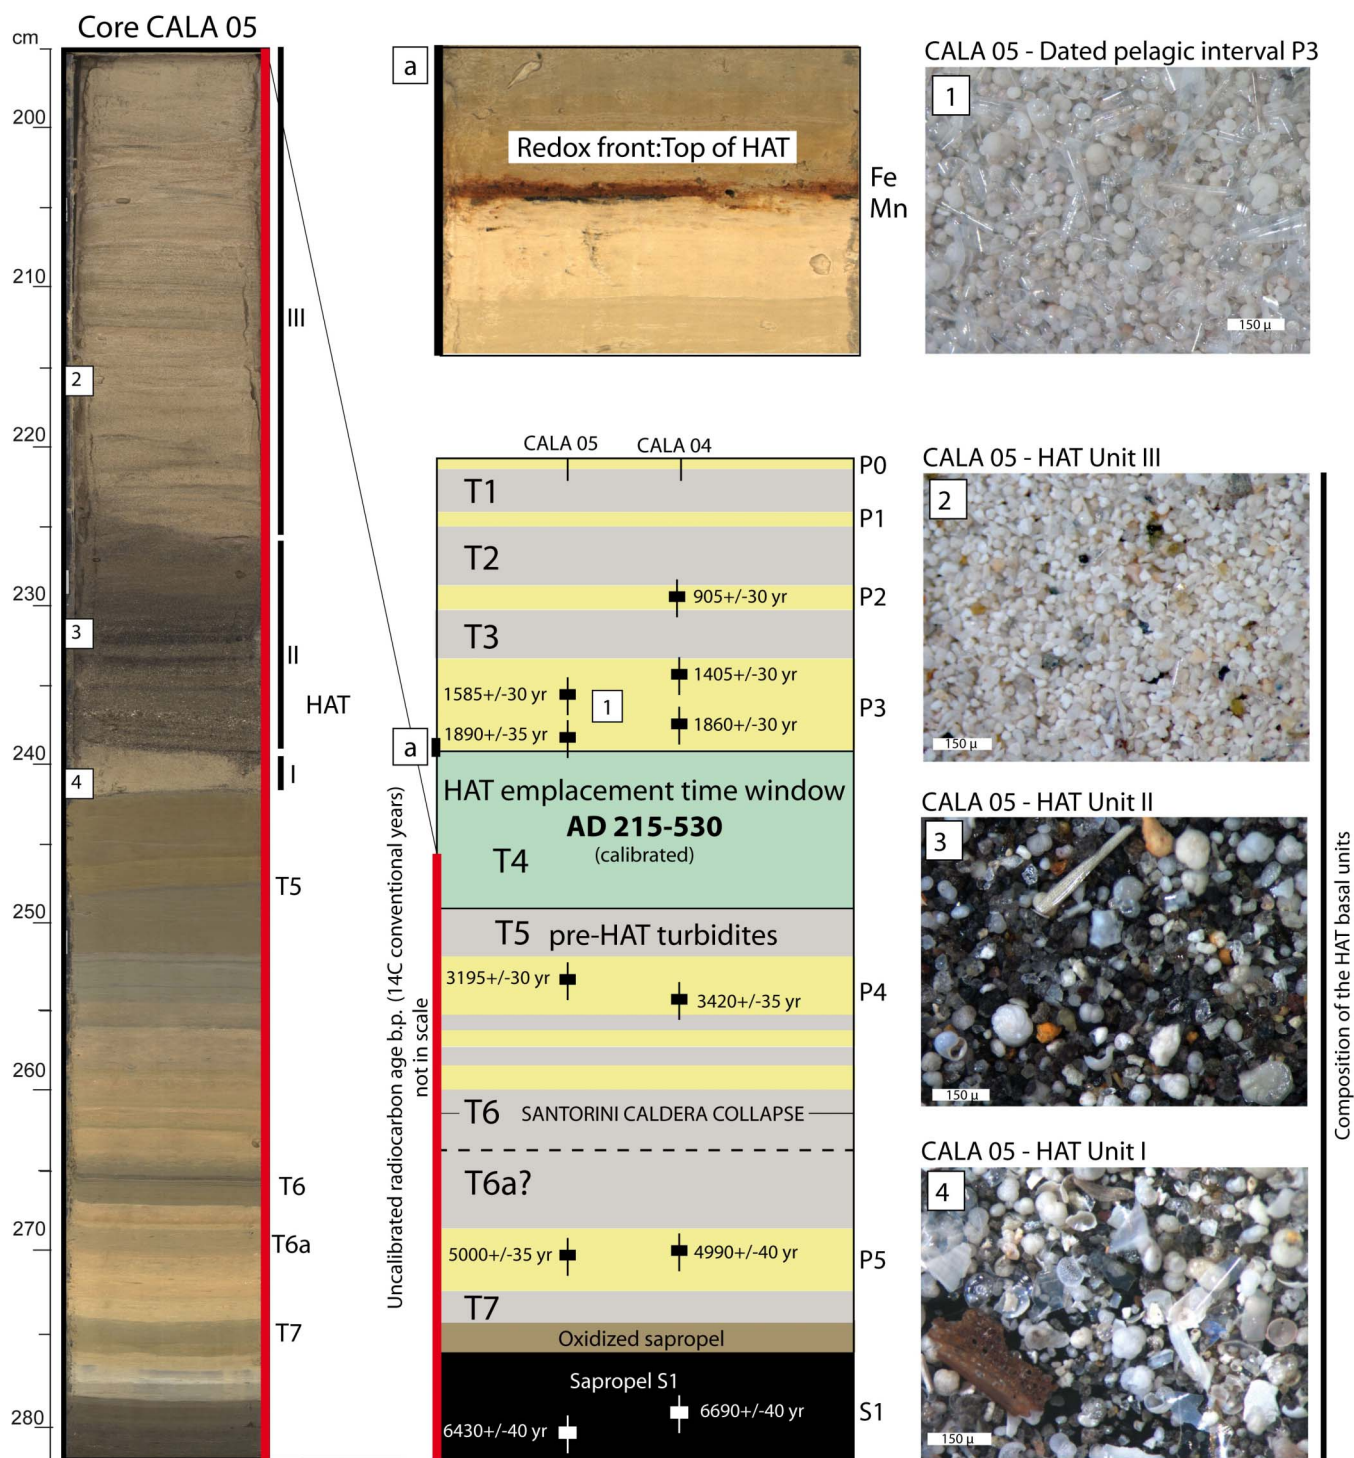 Core CALA 05
cm
200
210
220
230
240
250
260
270
280
2
3
4
III
II
HAT
I
T5
T6
T6a
T7
a
Redox front:Top of HAT
Fe
Mn
CALA 05
CALA 04
P0
T1
P1
T2
905+/-30 yr
P2
T3
1405+/-30 yr
1585+/-30 yr
1
1860+/-30 yr
P3
1890+/-35 yr
a
HAT emplacement time window
AD 215-530
(calibrated)
T4
T5 pre-HAT turbidites
3195+/-30 yr
3420+/-35 yr
P4
T6 SANTORINI CALDERA COLLAPSE
T6a?
5000+/-35 yr
4990+/-40 yr
P5
T7
Oxidized sapropel
Sapropel S1
6690+/-40 yr
S1
6430+/-40 yr
Uncalibrated radiocarbon age b.p. (14C conventional years)
not in scale
CALA 05 - Dated pelagic interval P3
1
150 µ
CALA 05 - HAT Unit III
2
150 µ
CALA 05 - HAT Unit II
3
150 µ
CALA 05 - HAT Unit I
4
150 µ
Composition of the HAT basal units